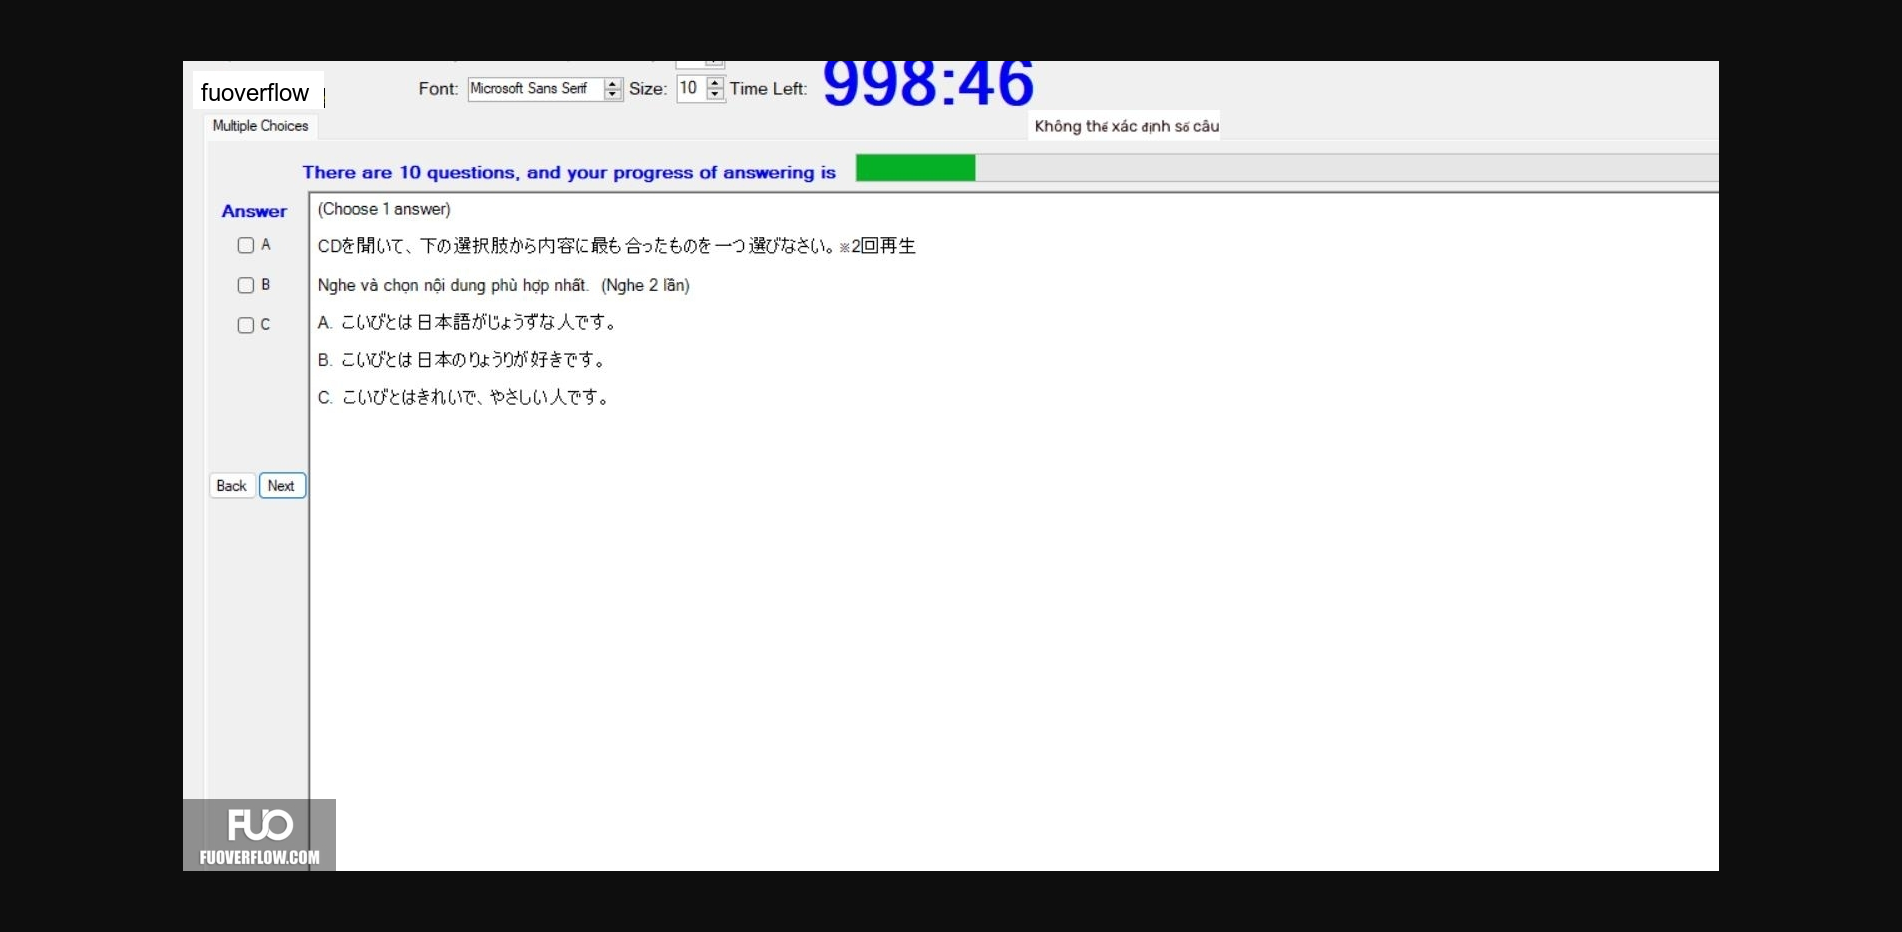 fuoverflow
Font: Microsoft Sans Serif Size: 10 Time Left: 998:46
Multiple Choices
Không thể xác định số câu
There are 10 questions, and your progress of answering is
Answer
(Choose 1 answer)
A
CDを聞いて、下の選択肢から内容に最も合ったものを一つ選びなさい。※2回再生
B
Nghe và chọn nội dung phù hợp nhất. (Nghe 2 lần)
C
A. こいびとは日本語がじょうずな人です。
B. こいびとは日本のりょうりが好きです。
C. こいびとはきれいで、やさしい人です。
Back Next
FUO
FUOVERFLOW.COM